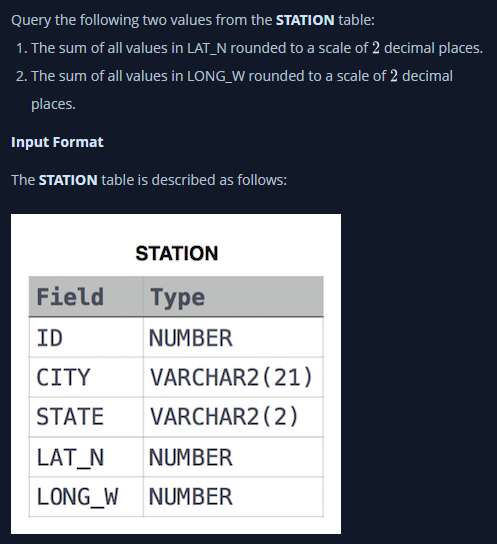 Query the following two values from the STATION table:
1. The sum of all values in LAT_N rounded to a scale of 2 decimal places.
2. The sum of all values in LONG_W rounded to a scale of 2 decimal
places.
Input Format
The STATION table is described as follows:
STATION
Field Type
ID NUMBER
CITY VARCHAR2(21)
STATE VARCHAR2(2)
LAT_N NUMBER
LONG_W NUMBER